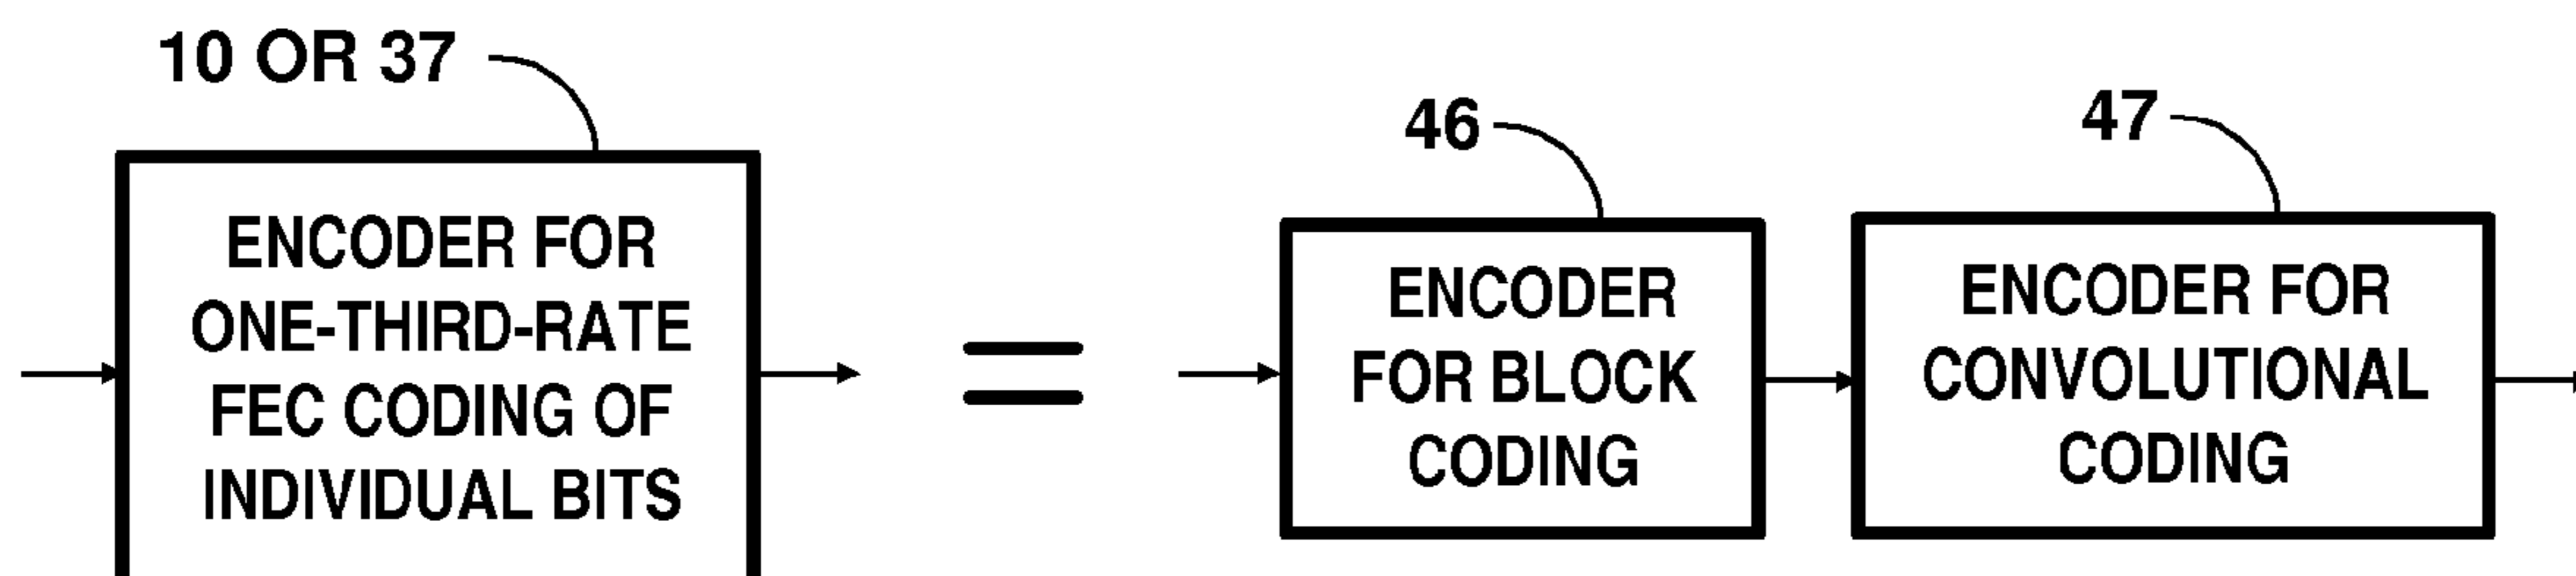 10 OR 37
ENCODER FOR
ONE-THIRD-RATE
FEC CODING OF
INDIVIDUAL BITS
=
46
ENCODER
FOR BLOCK
CODING
47
ENCODER FOR
CONVOLUTIONAL
CODING